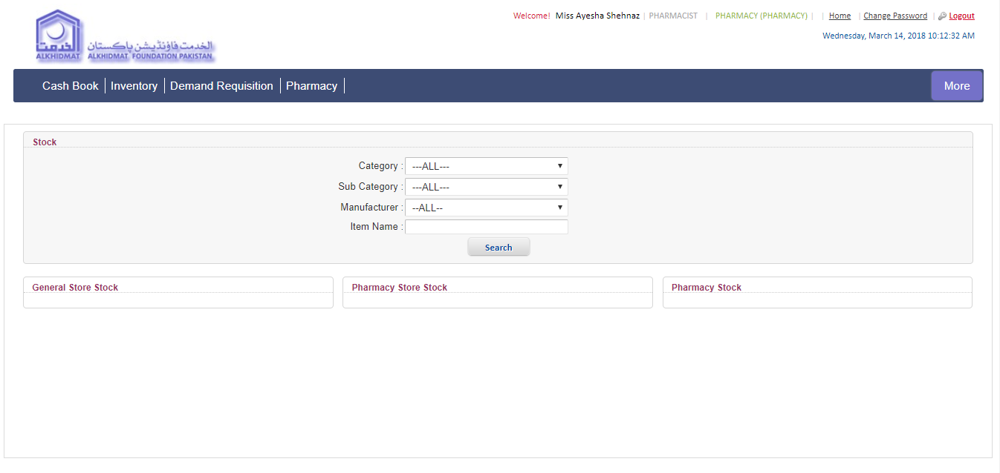 Welcome! Miss Ayesha Shehnaz | PHARMACIST | PHARMACY (PHARMACY) | | Home | Change Password | Logout
Wednesday, March 14, 2018 10:12:32 AM
الخدمت
ALKHIDMAT
الخدمت فاؤنڈیشن پاکستان
ALKHIDMAT FOUNDATION PAKISTAN
Cash Book | Inventory | Demand Requisition | Pharmacy |
More
Stock
Category : ---ALL---
Sub Category : ---ALL---
Manufacturer : --ALL--
Item Name :
Search
General Store Stock
Pharmacy Store Stock
Pharmacy Stock